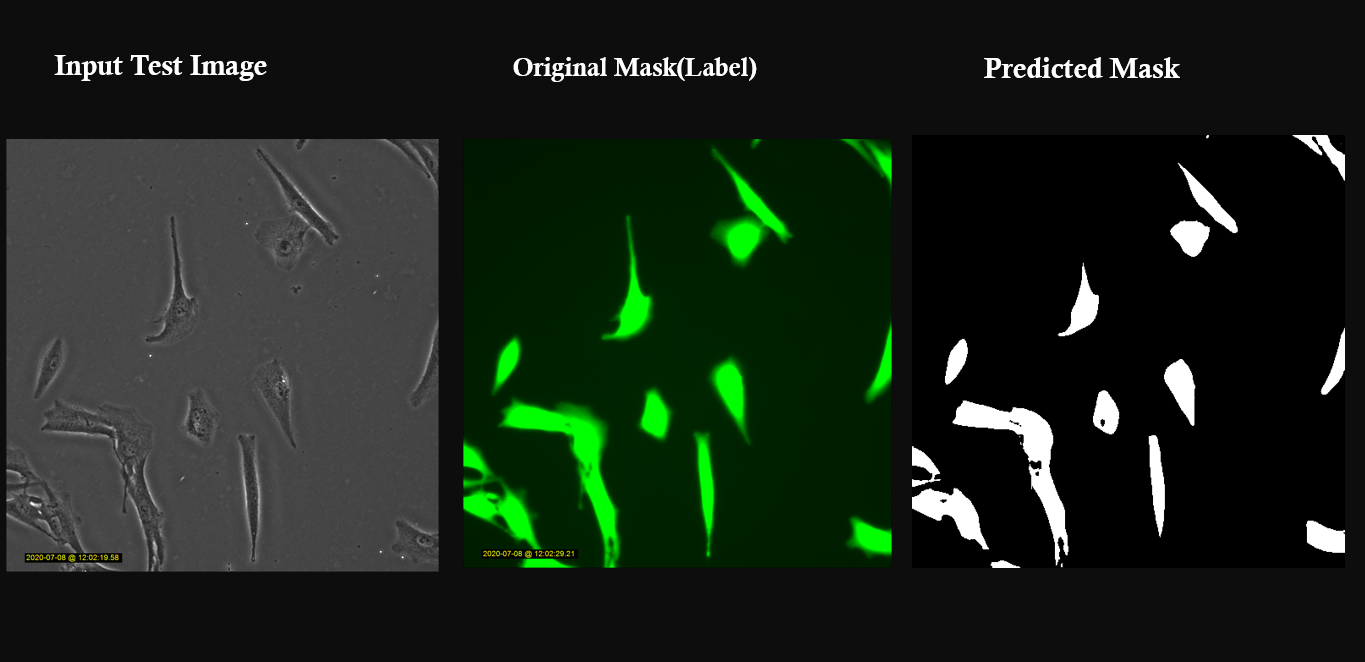 Input Test Image
Original Mask(Label)
Predicted Mask
2020-07-08 @ 12:02:19.58
2020-07-08 @ 12:02:29.21